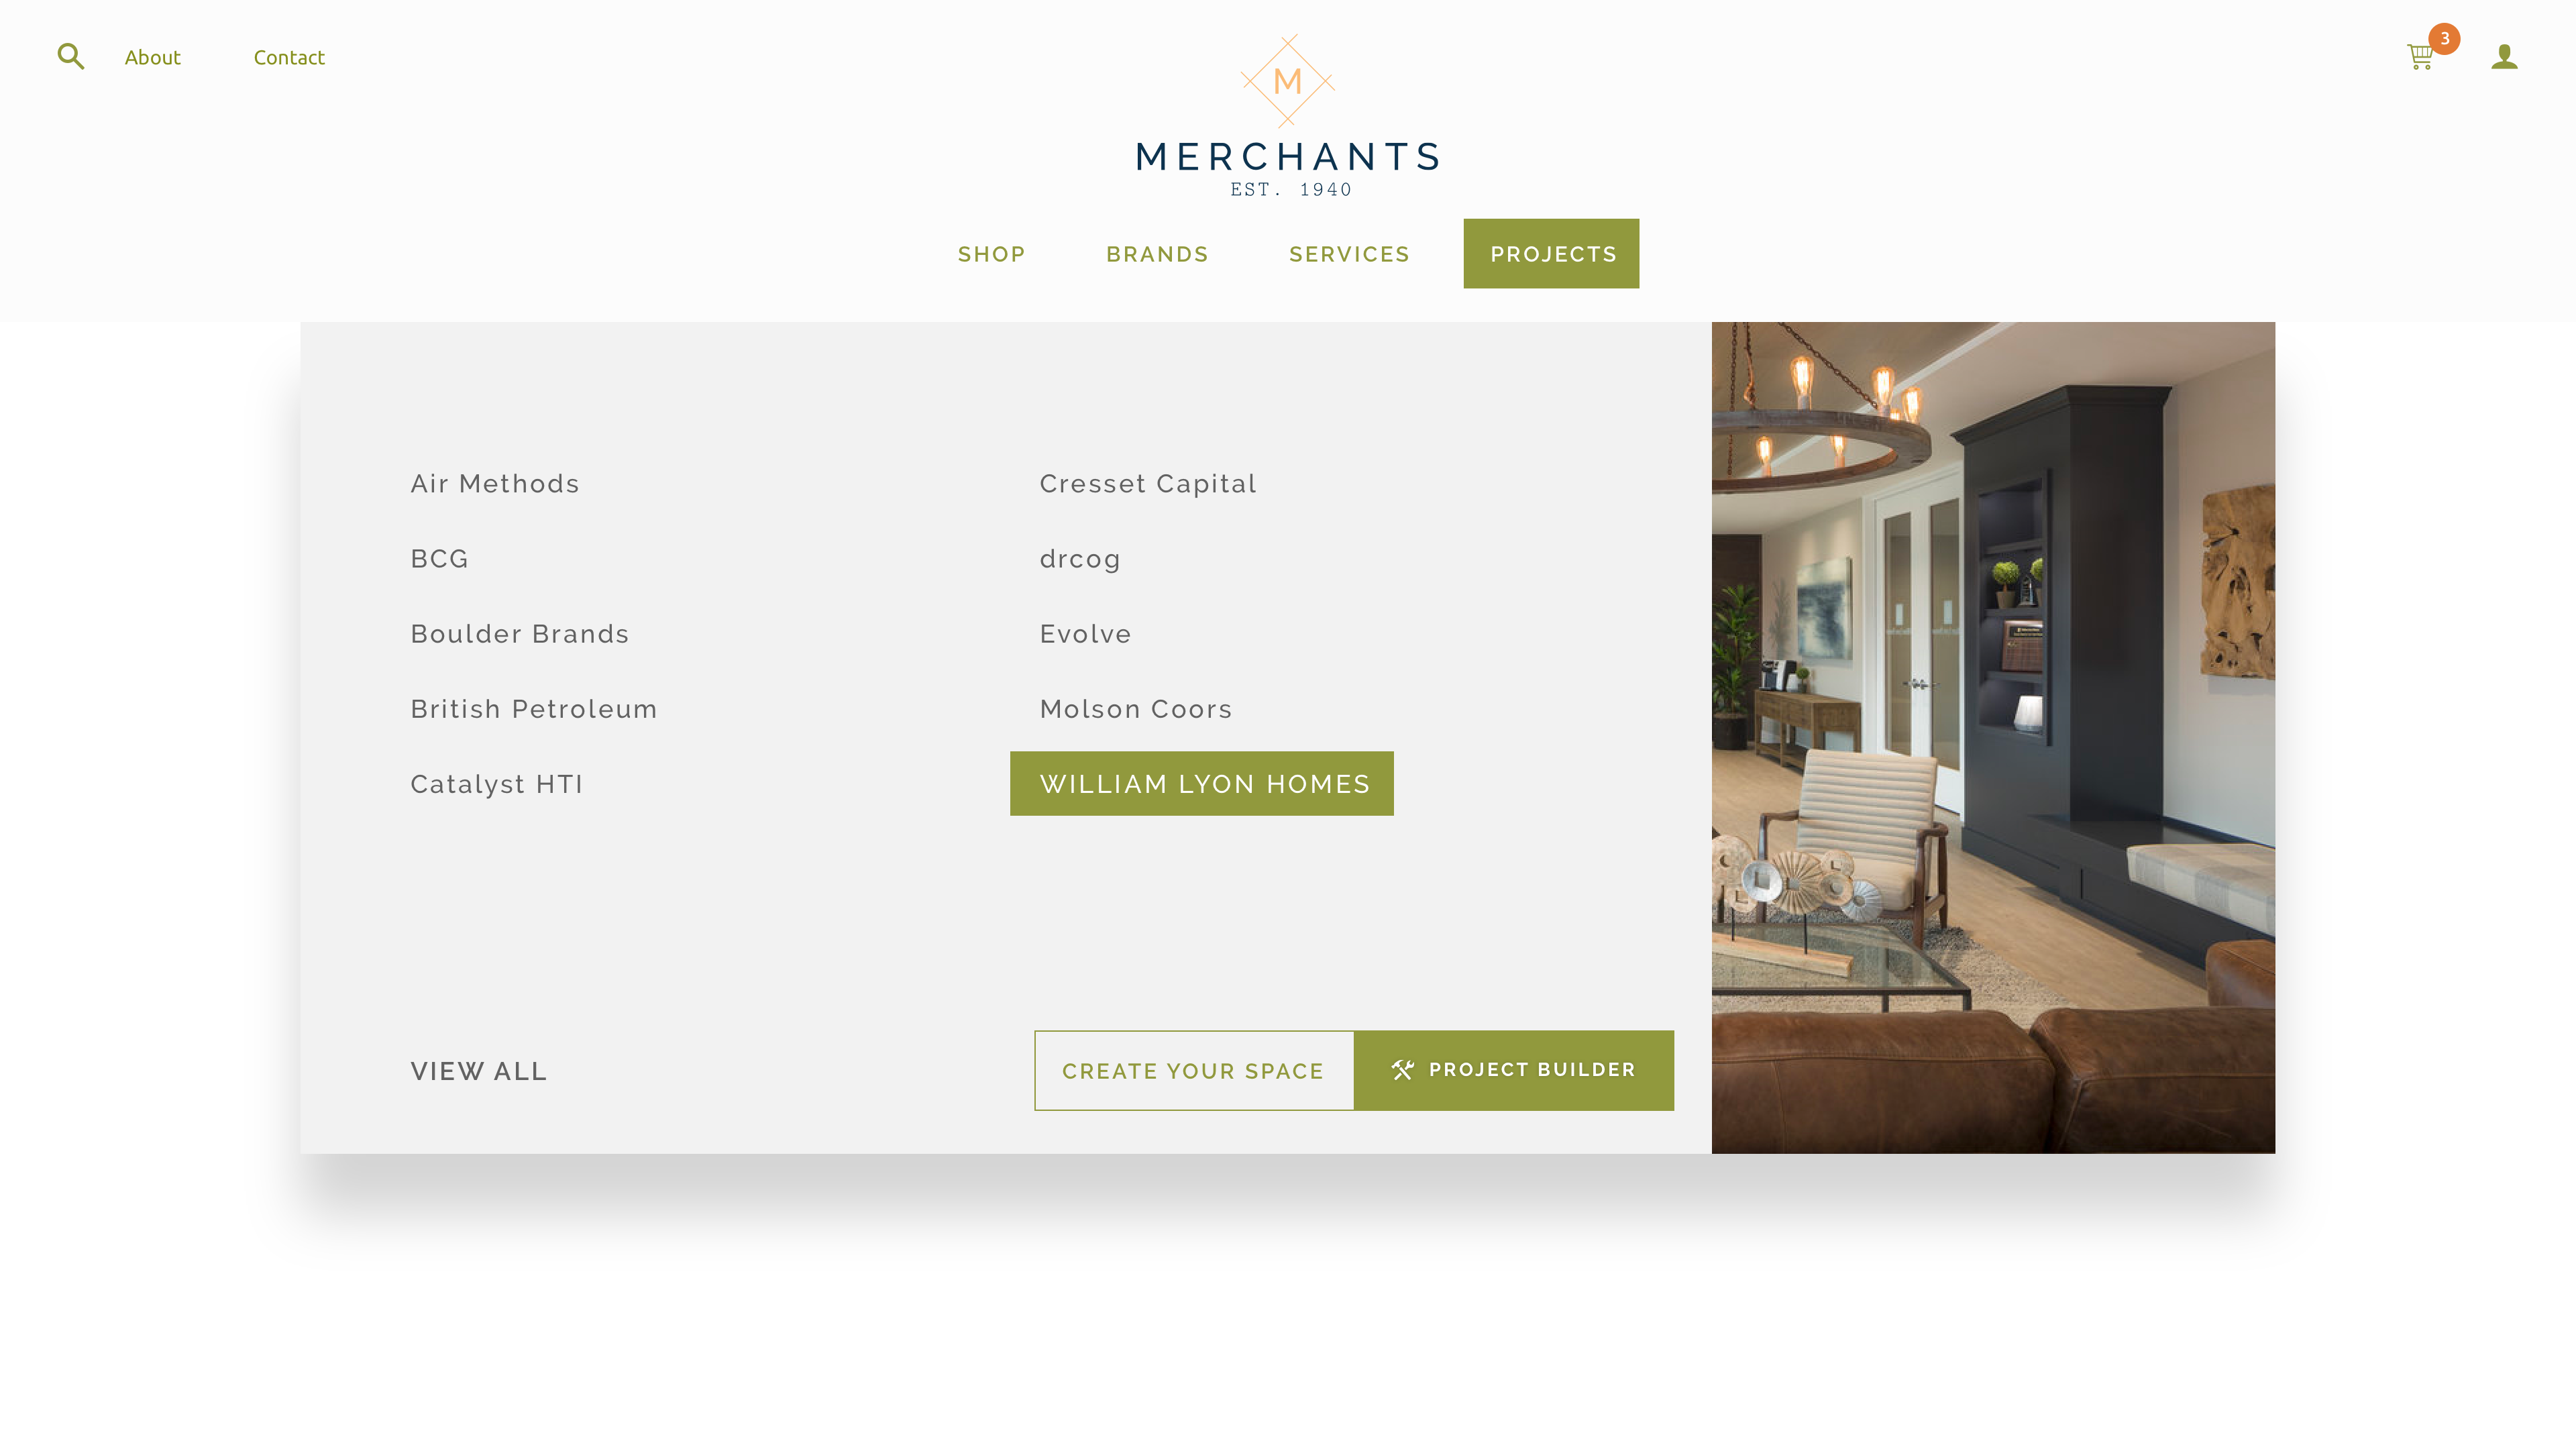 About
Contact
3
M
MERCHANTS
EST. 1940
SHOP
BRANDS
SERVICES
PROJECTS
Air Methods
BCG
Boulder Brands
British Petroleum
Catalyst HTI
Cresset Capital
drcog
Evolve
Molson Coors
WILLIAM LYON HOMES
VIEW ALL
CREATE YOUR SPACE
PROJECT BUILDER